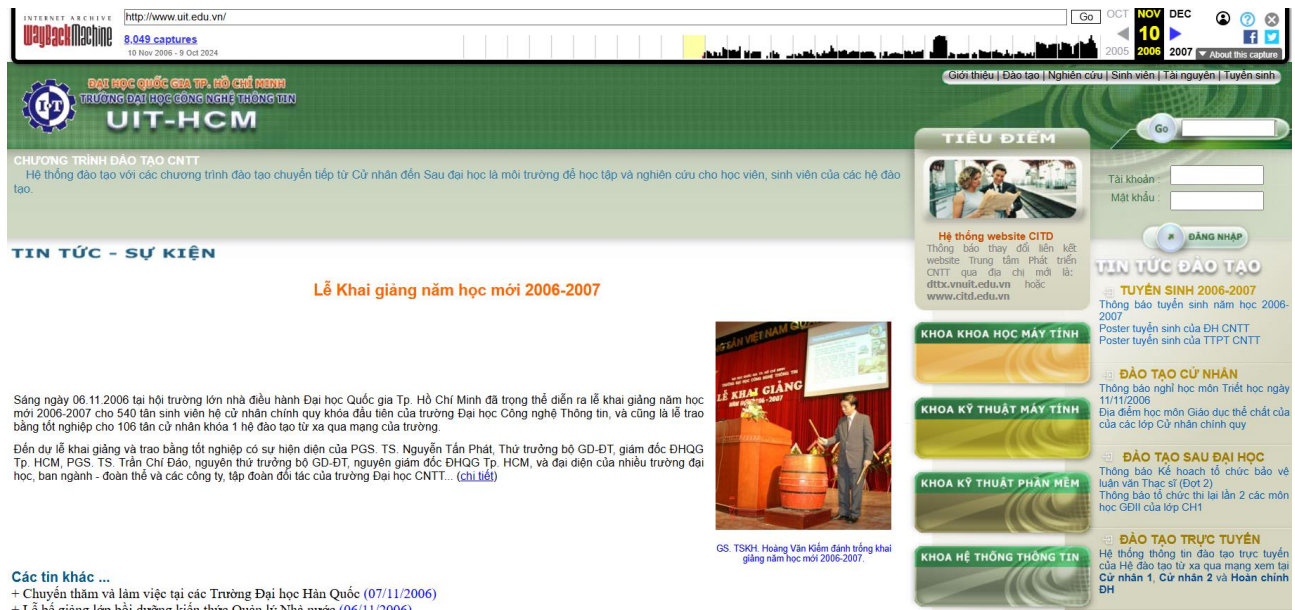 INTERNET ARCHIVE
WayBackMachine
http://www.uit.edu.vn/
Go
OCT NOV DEC
8,049 captures
10 Nov 2006 - 9 Oct 2024
10
2005 2006 2007
About this capture
ĐẠI HỌC QUỐC GIA TP. HỒ CHÍ MINH
TRƯỜNG ĐẠI HỌC CÔNG NGHỆ THÔNG TIN
UIT-HCM
Giới thiệu | Đào tạo | Nghiên cứu | Sinh viên | Tài nguyên | Tuyển sinh
Go
CHƯƠNG TRÌNH ĐÀO TẠO CNTT
Hệ thống đào tạo với các chương trình đào tạo chuyển tiếp từ Cử nhân đến Sau đại học là môi trường để học tập và nghiên cứu cho học viên, sinh viên của các hệ đào
tạo.
TIN TỨC - SỰ KIỆN
Lễ Khai giảng năm học mới 2006-2007
Sáng ngày 06.11.2006 tại hội trường lớn nhà điều hành Đại học Quốc gia Tp. Hồ Chí Minh đã trọng thể diễn ra lễ khai giảng năm học
mới 2006-2007 cho 540 tân sinh viên hệ cử nhân chính quy khóa đầu tiên của trường Đại học Công nghệ Thông tin, và cũng là lễ trao
bằng tốt nghiệp cho 106 tân cử nhân khóa 1 hệ đào tạo từ xa qua mạng của trường.
Đến dự lễ khai giảng và trao bằng tốt nghiệp có sự hiện diện của PGS. TS. Nguyễn Tấn Phát, Thứ trưởng bộ GD-ĐT, giám đốc ĐHQG
Tp. HCM, PGS. TS. Trần Chí Đáo, nguyên thứ trưởng bộ GD-ĐT, nguyên giám đốc ĐHQG Tp. HCM, và đại diện của nhiều trường đại
học, ban ngành - đoàn thể và các công ty, tập đoàn đối tác của trường Đại học CNTT... (chi tiết)
LỄ KHAI GIẢNG
GS. TSKH. Hoàng Văn Kiếm đánh trống khai
giảng năm học mới 2006-2007.
Các tin khác ...
+ Chuyến thăm và làm việc tại các Trường Đại học Hàn Quốc (07/11/2006)
+ Lễ bế giảng lớp bồi dưỡng kiến thức Quản lý Nhà nước (06/11/2006)
TIÊU ĐIỂM
Hệ thống website CITD
Thông báo thay đổi liên kết
website Trung tâm Phát triển
CNTT qua địa chỉ mới là:
dttx.vnuit.edu.vn hoặc
www.citd.edu.vn
KHOA KHOA HỌC MÁY TÍNH
KHOA KỸ THUẬT MÁY TÍNH
KHOA KỸ THUẬT PHẦN MỀM
KHOA HỆ THỐNG THÔNG TIN
Tài khoản :
Mật khẩu :
ĐĂNG NHẬP
TIN TỨC ĐÀO TẠO
TUYỂN SINH 2006-2007
Thông báo tuyển sinh năm học 2006-
2007
Poster tuyển sinh của ĐH CNTT
Poster tuyển sinh của TTPT CNTT
ĐÀO TẠO CỬ NHÂN
Thông báo nghỉ học môn Triết học ngày
11/11/2006
Địa điểm học môn Giáo dục thể chất của
của các lớp Cử nhân chính quy
ĐÀO TẠO SAU ĐẠI HỌC
Thông báo Kế hoach tổ chức bảo vệ
luận văn Thạc sĩ (Đợt 2)
Thông báo tổ chức thi lại lần 2 các môn
học GĐII của lớp CH1
ĐÀO TẠO TRỰC TUYẾN
Hệ thống thông tin đào tạo trực tuyến
của Hệ đào tạo từ xa qua mạng xem tại
Cử nhân 1, Cử nhân 2 và Hoàn chỉnh
ĐH